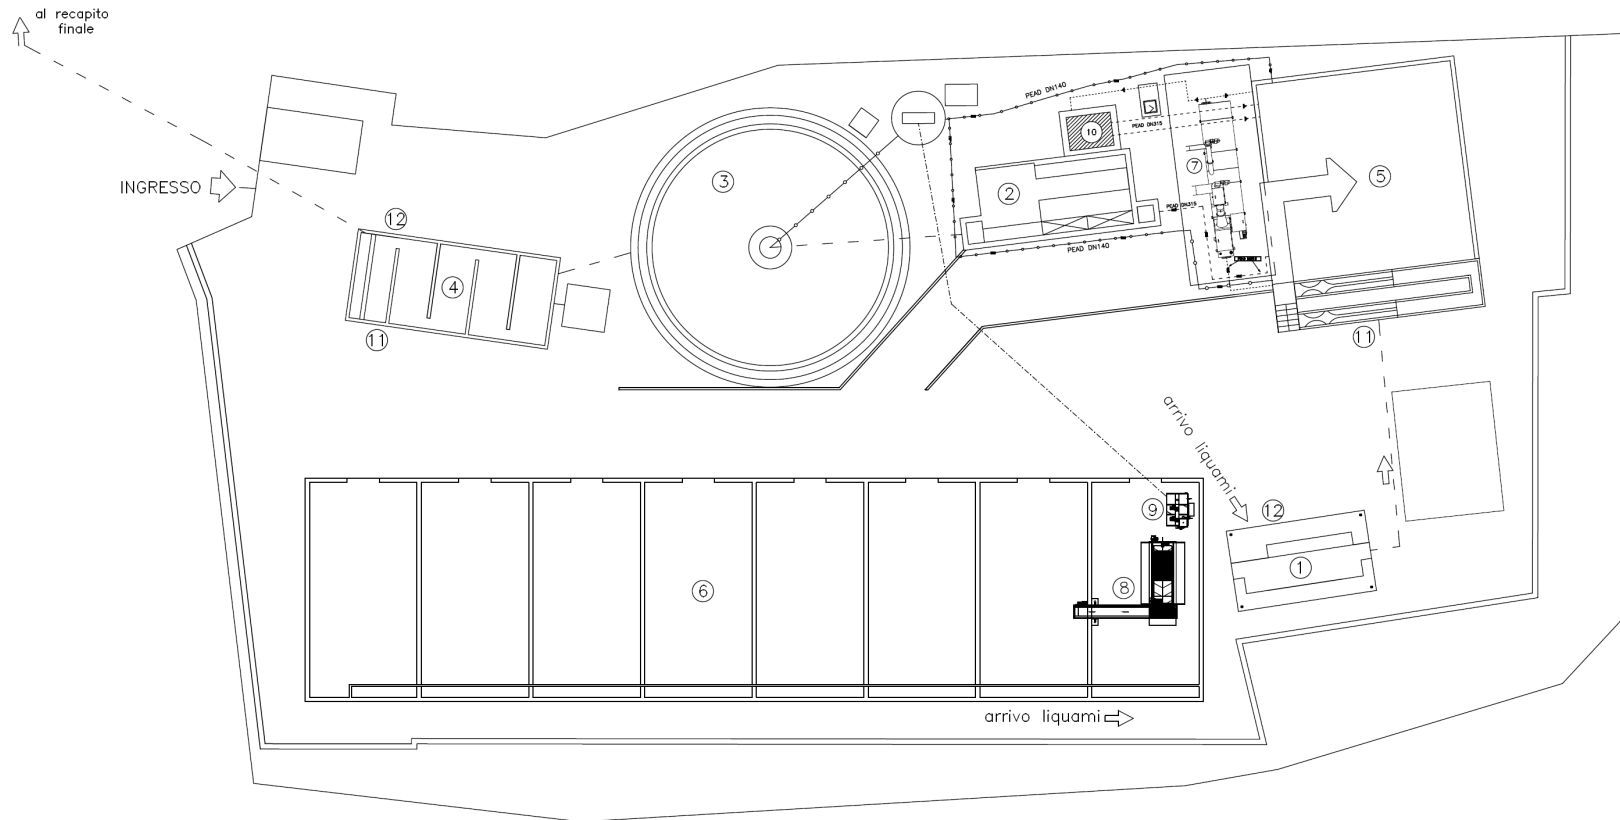 al recapito
finale
PEAD DN140
10
PEAD DN315
7
3
2
5
INGRESSO
12
PEAD DN315
PEAD DN140
4
11
11
arrivo liquami
9
12
6
8
1
arrivo liquami